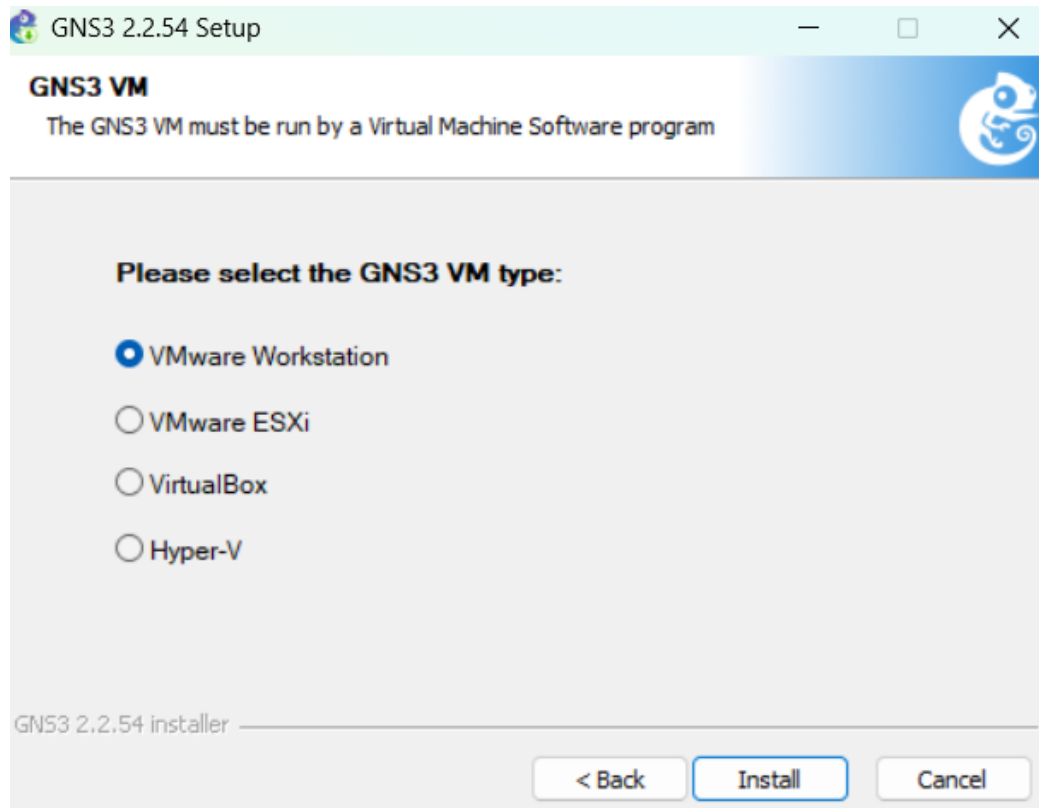 GNS3 2.2.54 Setup
GNS3 VM
The GNS3 VM must be run by a Virtual Machine Software program
Please select the GNS3 VM type:
VMware Workstation
VMware ESXi
VirtualBox
Hyper-V
GNS3 2.2.54 installer
< Back Install Cancel